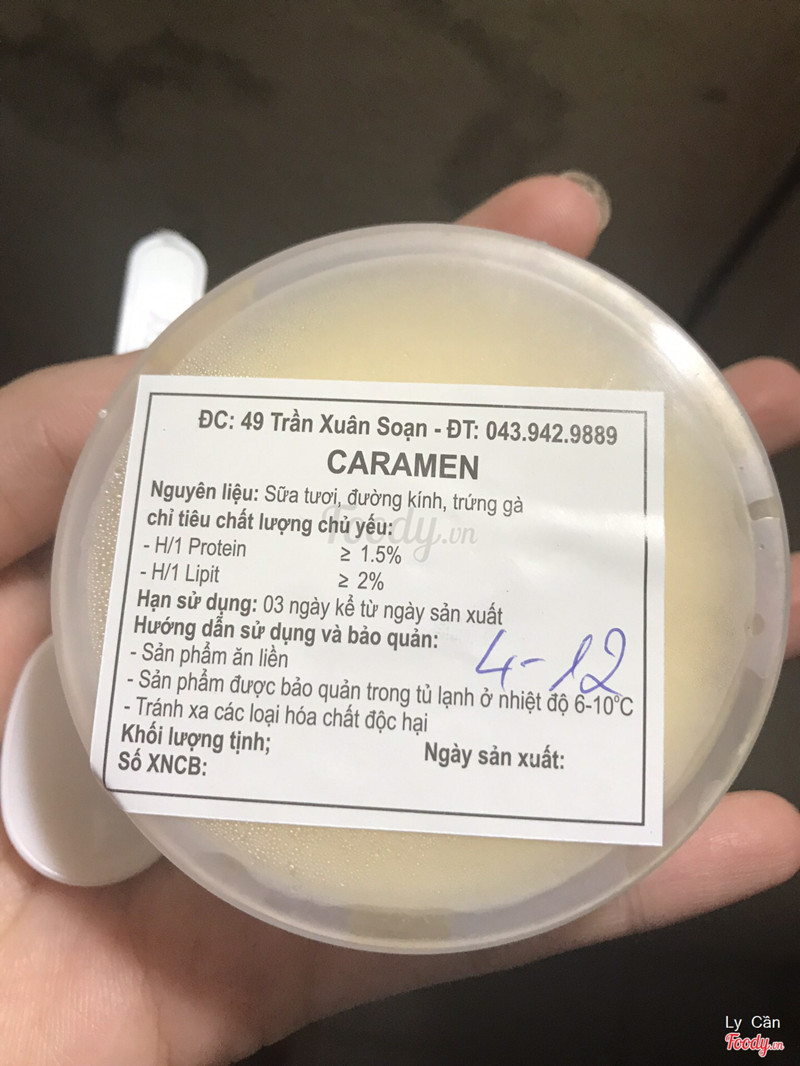 ĐC: 49 Trần Xuân Soạn - ĐT: 043.942.9889
CARAMEN
Nguyên liệu: Sữa tươi, đường kính, trứng gà
chỉ tiêu chất lượng chủ yếu:
- H/1 Protein ≥ 1.5%
- H/1 Lipit ≥ 2%
Hạn sử dụng: 03 ngày kể từ ngày sản xuất
Hướng dẫn sử dụng và bảo quản:
- Sản phẩm ăn liền
4-12
- Sản phẩm được bảo quản trong tủ lạnh ở nhiệt độ 6-10°C
- Tránh xa các loại hóa chất độc hại
Khối lượng tịnh; Ngày sản xuất:
Số XNCB:
Foody.vn
Ly Cần
Foody.vn